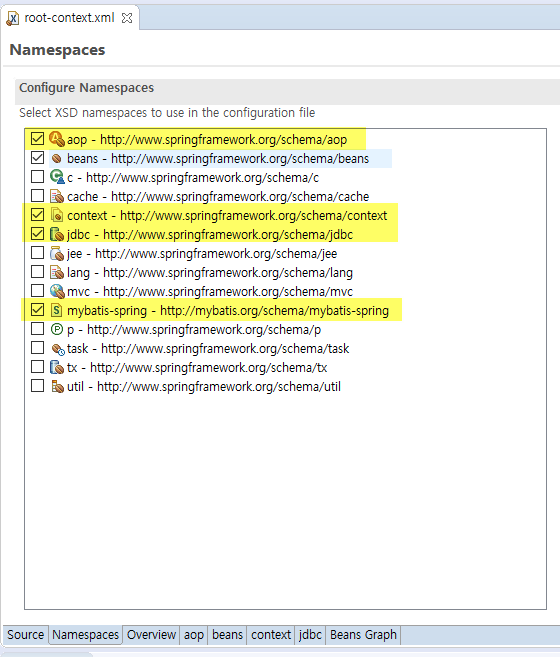 root-context.xml
Namespaces
Configure Namespaces
Select XSD namespaces to use in the configuration file
aop - http://www.springframework.org/schema/aop
beans - http://www.springframework.org/schema/beans
c - http://www.springframework.org/schema/c
cache - http://www.springframework.org/schema/cache
context - http://www.springframework.org/schema/context
jdbc - http://www.springframework.org/schema/jdbc
jee - http://www.springframework.org/schema/jee
lang - http://www.springframework.org/schema/lang
mvc - http://www.springframework.org/schema/mvc
mybatis-spring - http://mybatis.org/schema/mybatis-spring
p - http://www.springframework.org/schema/p
task - http://www.springframework.org/schema/task
tx - http://www.springframework.org/schema/tx
util - http://www.springframework.org/schema/util
Source Namespaces Overview aop beans context jdbc Beans Graph